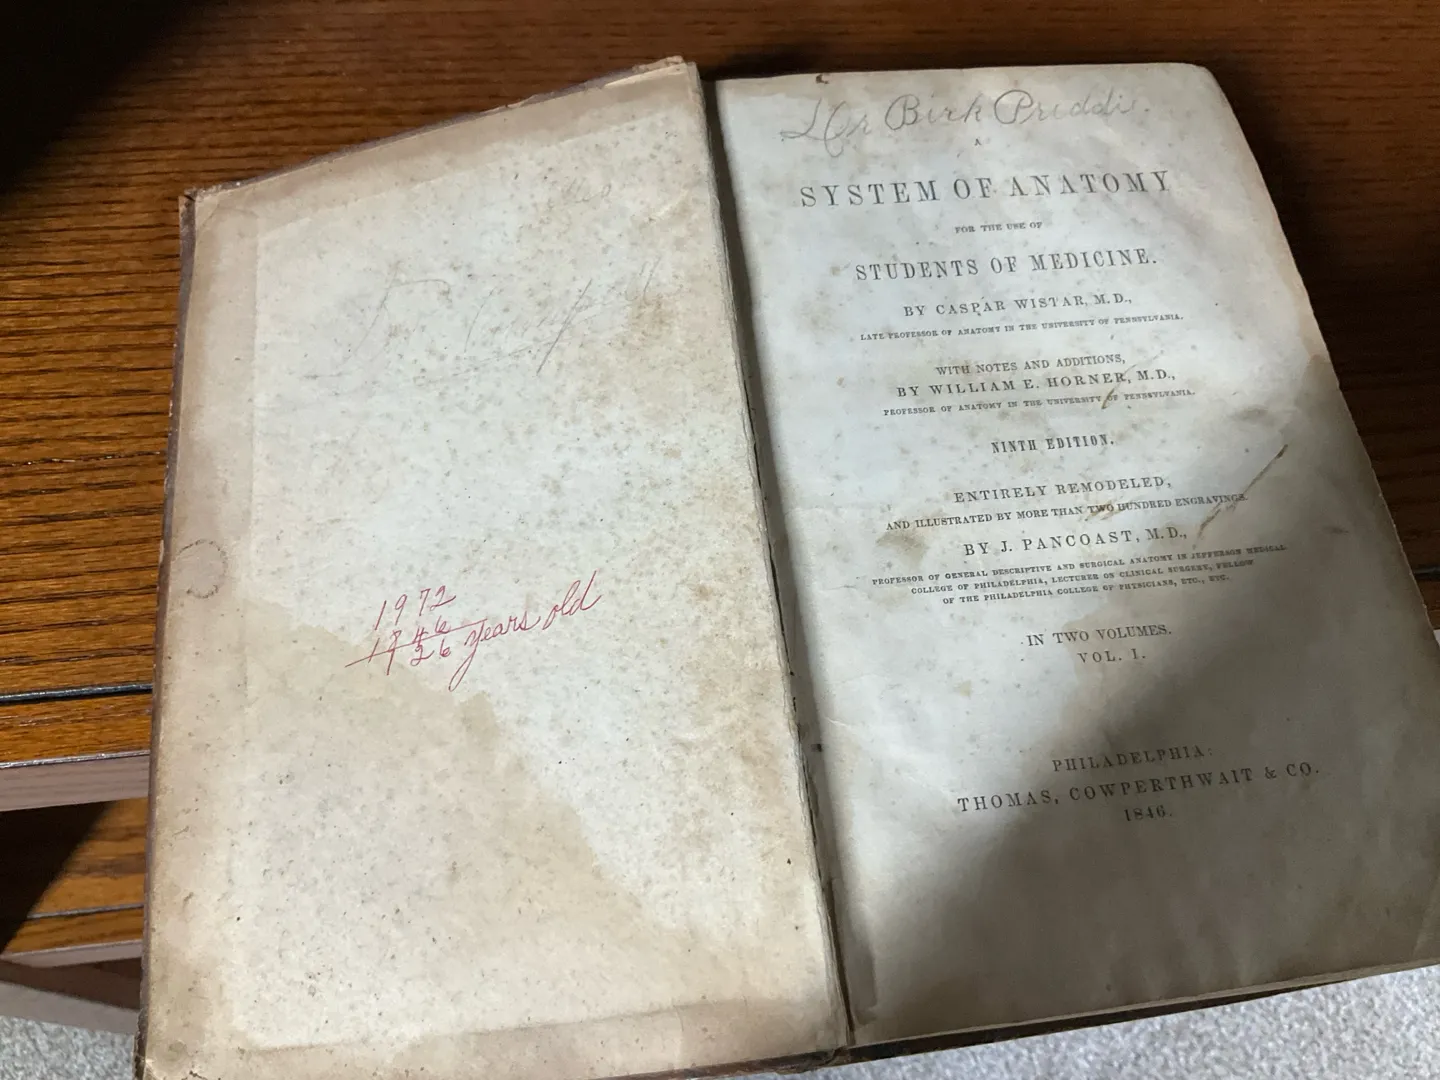 1972
1846
26 years old
Birk Priddi.
A
SYSTEM OF ANATOMY
FOR THE USE OF
STUDENTS OF MEDICINE.
BY CASPAR WISTAR, M.D.,
LATE PROFESSOR OF ANATOMY IN THE UNIVERSITY OF PENNSYLVANIA.
WITH NOTES AND ADDITIONS,
BY WILLIAM E. HORNER, M.D.,
PROFESSOR OF ANATOMY IN THE UNIVERSITY OF PENNSYLVANIA.
NINTH EDITION.
ENTIRELY REMODELED,
AND ILLUSTRATED BY MORE THAN TWO HUNDRED ENGRAVINGS.
BY J. PANCOAST, M.D.,
PROFESSOR OF GENERAL DESCRIPTIVE AND SURGICAL ANATOMY IN JEFFERSON MEDICAL
COLLEGE OF PHILADELPHIA, LECTURER ON CLINICAL SURGERY, FELLOW
OF THE PHILADELPHIA COLLEGE OF PHYSICIANS, ETC., ETC.
IN TWO VOLUMES.
VOL. I.
PHILADELPHIA:
THOMAS, COWPERTHWAIT & CO.
1846.